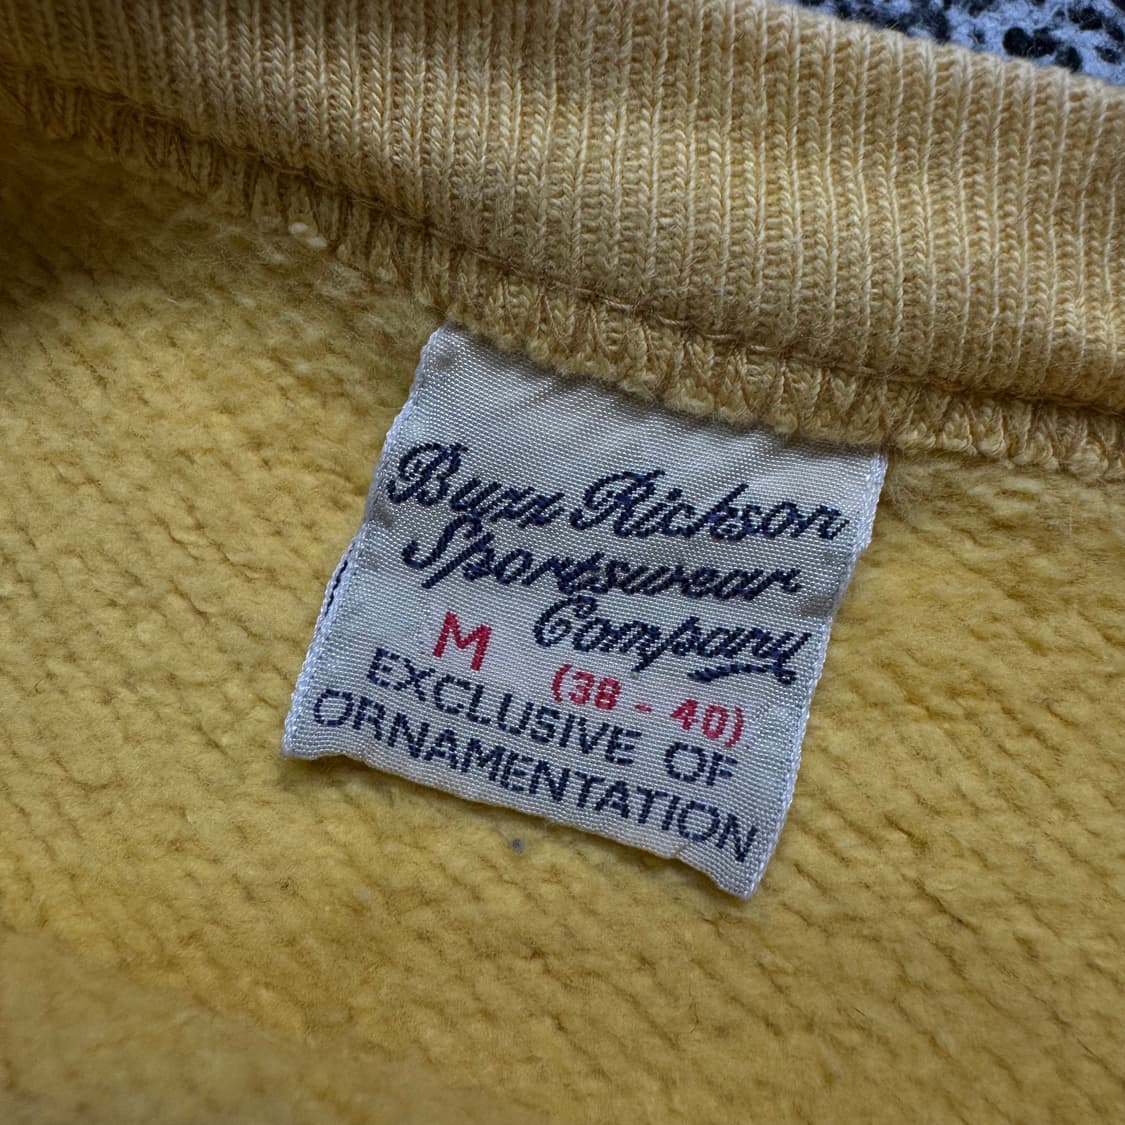 Buzz Rickson
Sportswear
Company
M (38 - 40)
EXCLUSIVE OF
ORNAMENTATION